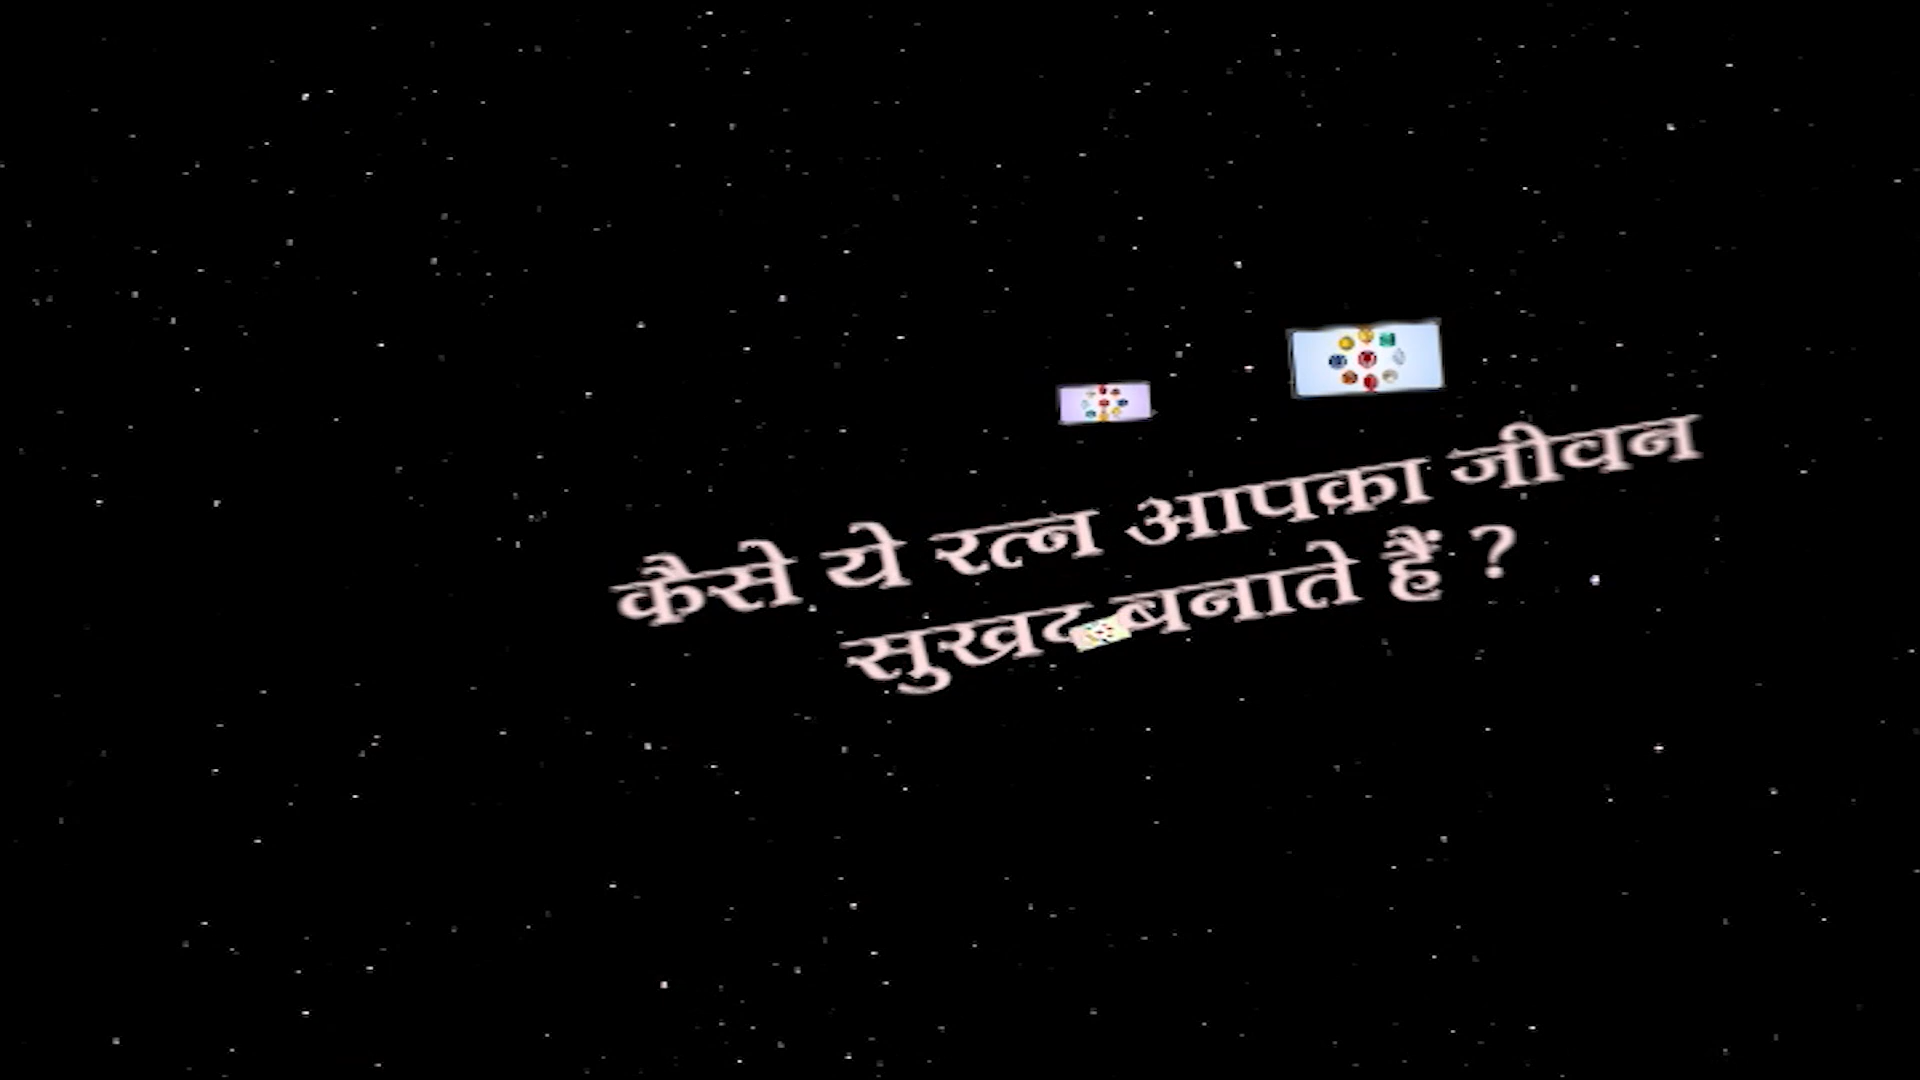 कैसे ये रत्न आपका जीवन
सुखद बनाते हैं ?